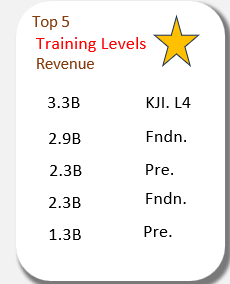 Top 5
Training Levels
Revenue
3.3B KJI. L4
2.9B Fndn.
2.3B Pre.
2.3B Fndn.
1.3B Pre.